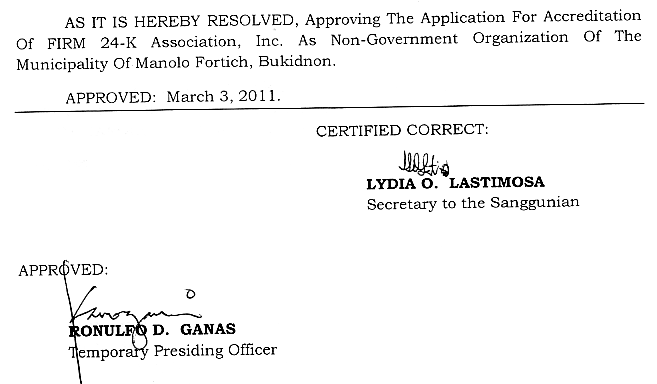 AS IT IS HEREBY RESOLVED, Approving The Application For Accreditation
Of FIRM 24-K Association, Inc. As Non-Government Organization Of The
Municipality Of Manolo Fortich, Bukidnon.
APPROVED: March 3, 2011.
CERTIFIED CORRECT:
LYDIA O. LASTIMOSA
Secretary to the Sanggunian
APPROVED:
RONULFO D. GANAS
Temporary Presiding Officer